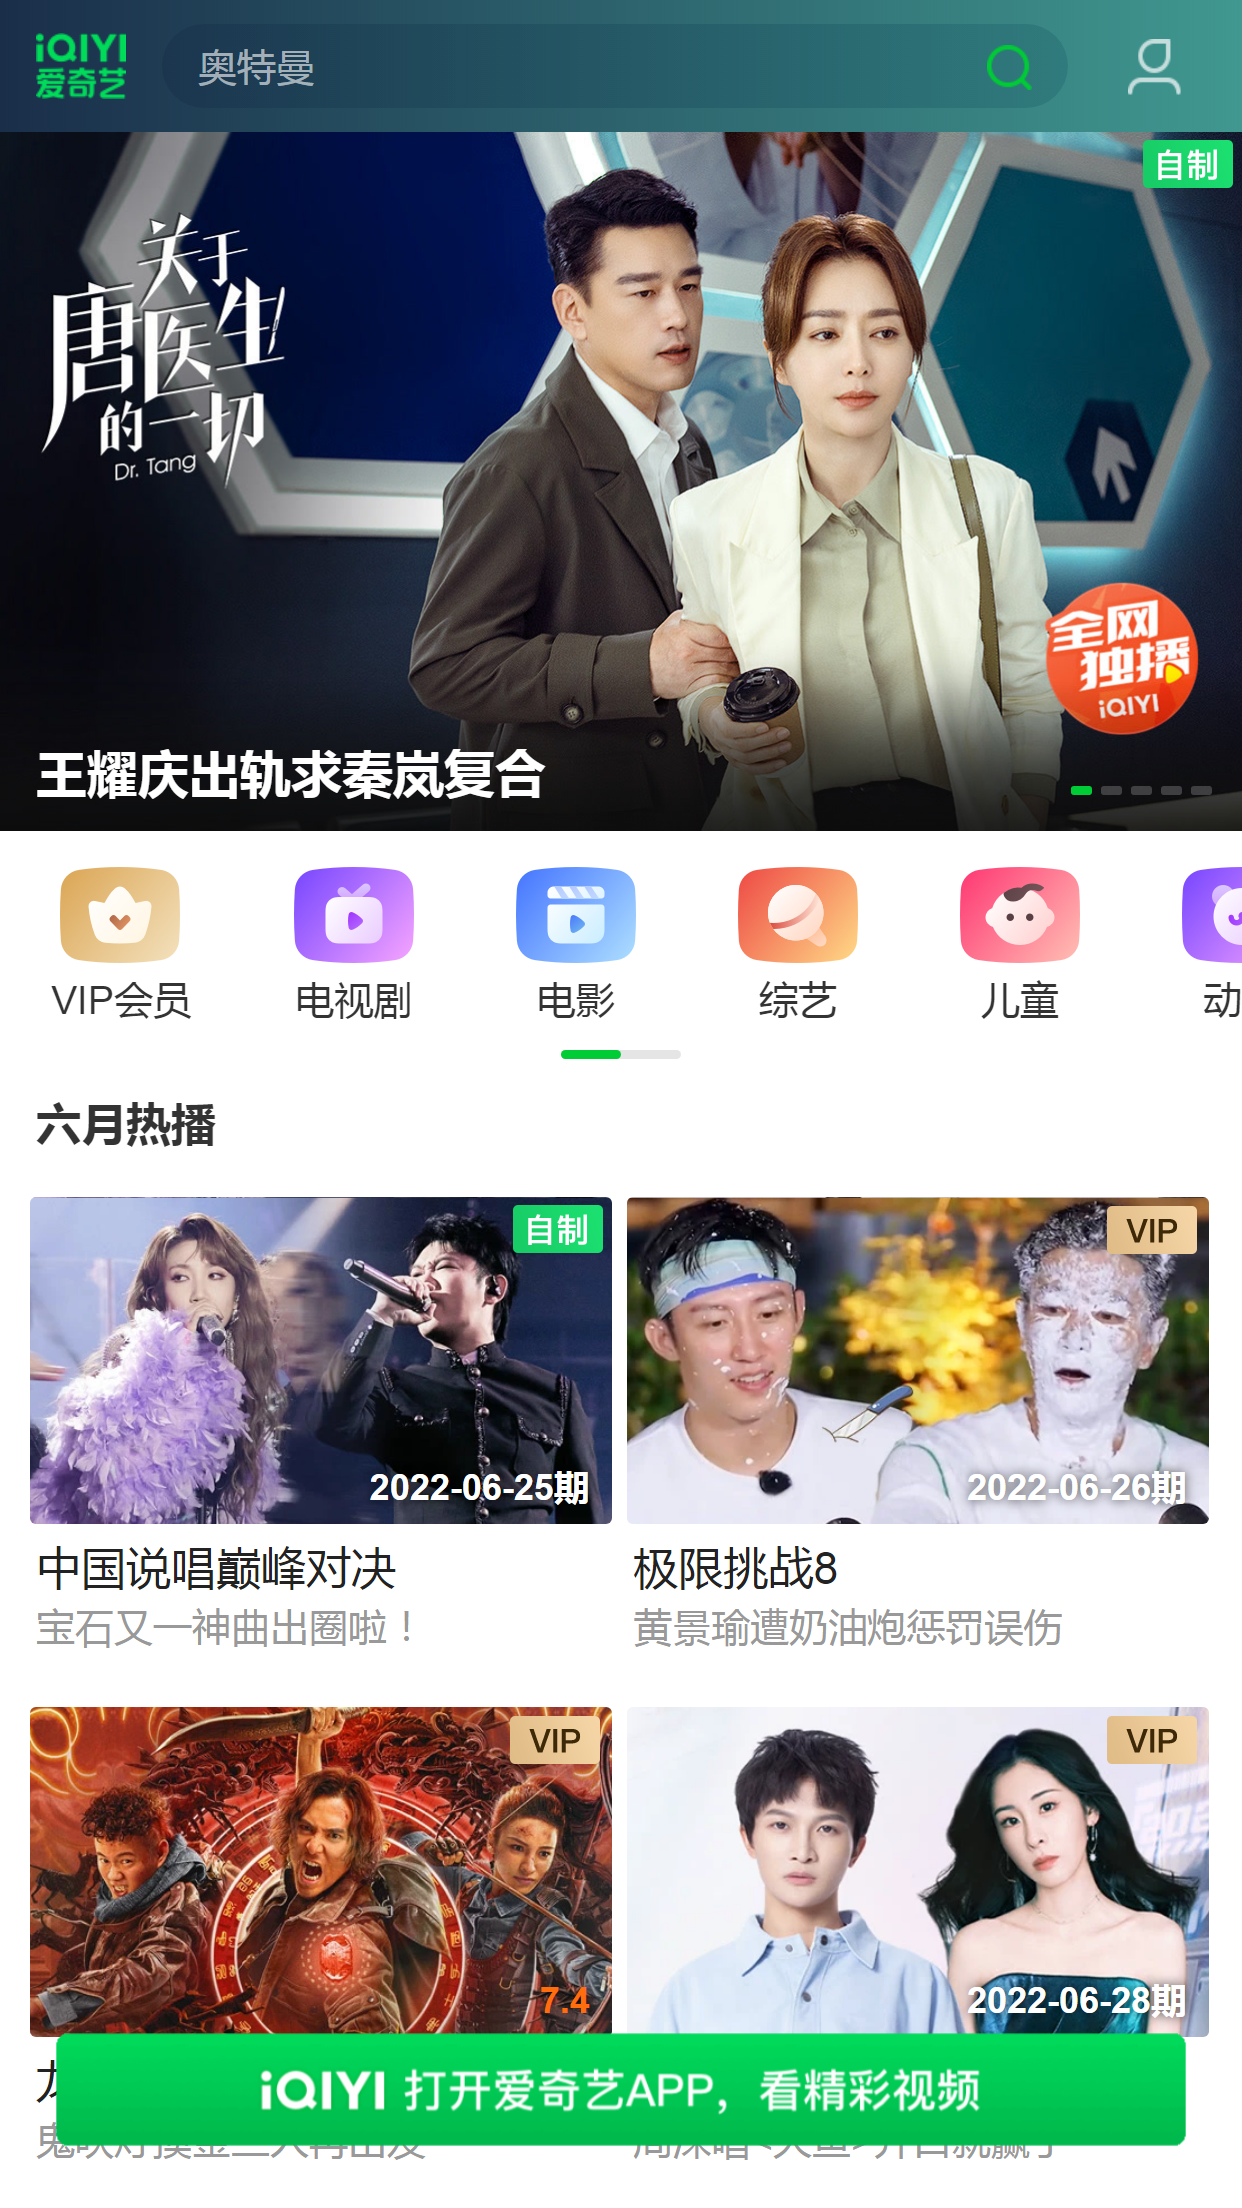 iQIYI
爱奇艺
奥特曼
自制
关于
唐医生
的一切
Dr. Tang
全网
独播
iQIYI
王耀庆出轨求秦岚复合
VIP会员
电视剧
电影
综艺
儿童
动
六月热播
自制
2022-06-25期
VIP
2022-06-26期
中国说唱巅峰对决
极限挑战8
宝石又一神曲出圈啦！
黄景瑜遭奶油炮惩罚误伤
VIP
7.4
VIP
2022-06-28期
iQIYI 打开爱奇艺APP，看精彩视频